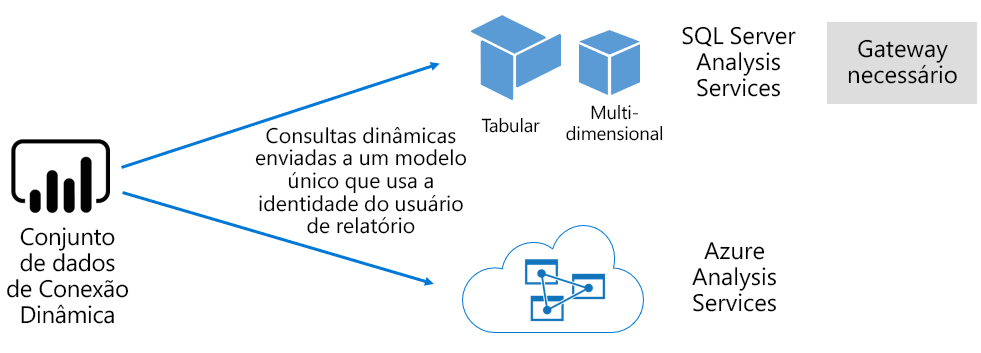 SQL Server
Analysis
Services
Gateway
necessário
Tabular
Multi-
dimensional
Consultas dinâmicas
enviadas a um modelo
único que usa a
identidade do usuário
de relatório
Conjunto
de dados
de Conexão
Dinâmica
Azure
Analysis
Services